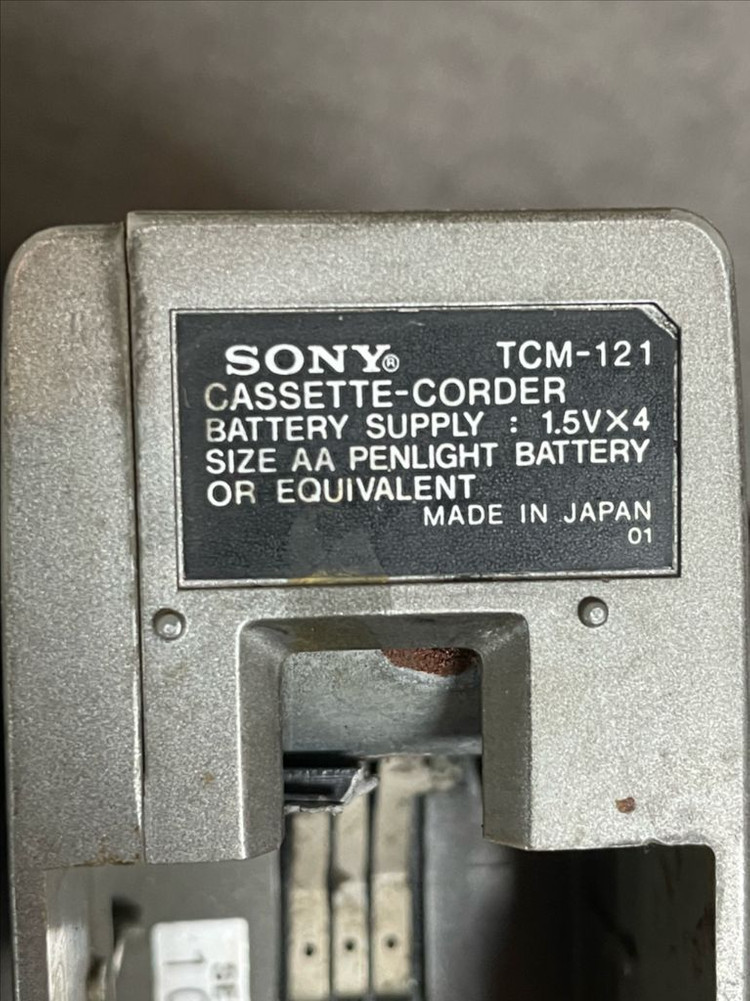 SONY® TCM-121
CASSETTE-CORDER
BATTERY SUPPLY : 1.5V×4
SIZE AA PENLIGHT BATTERY
OR EQUIVALENT
MADE IN JAPAN
01